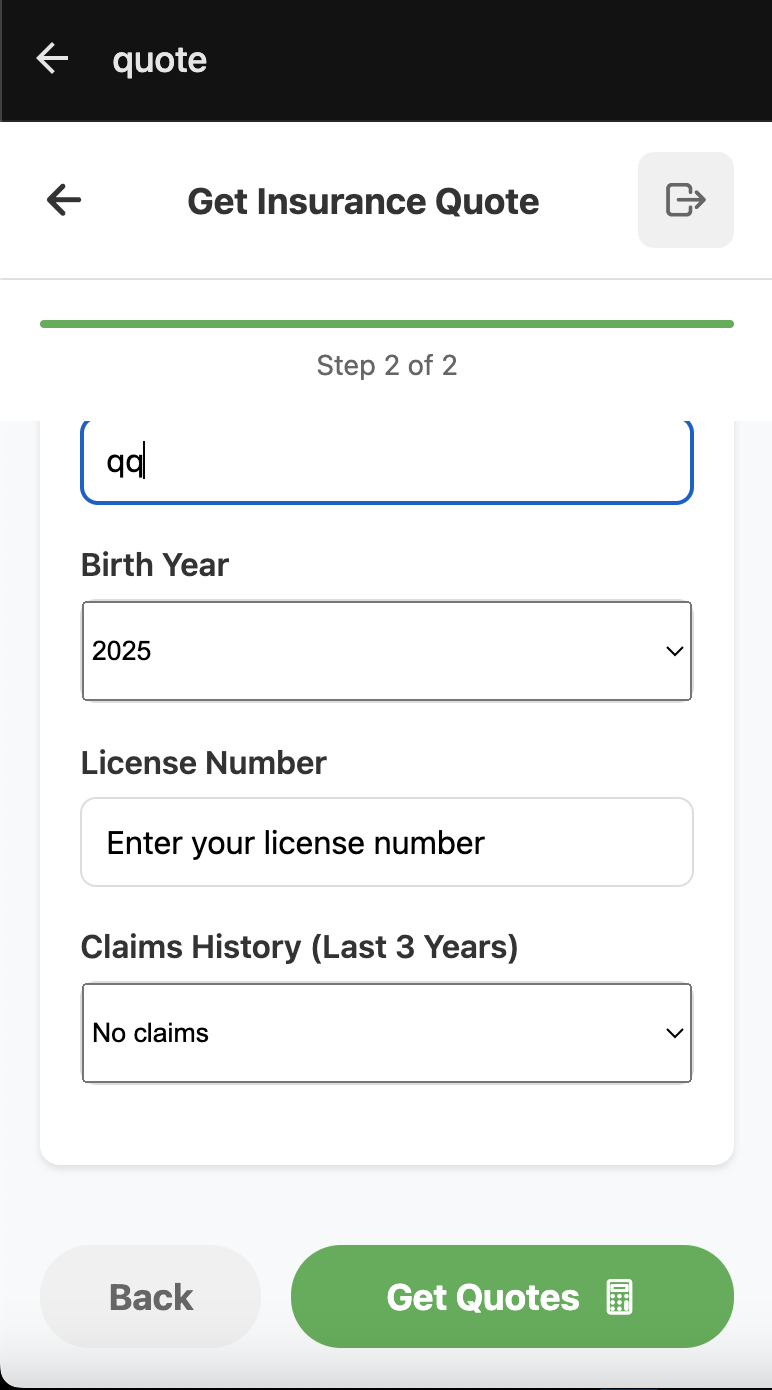 quote
Get Insurance Quote
Step 2 of 2
qq
Birth Year
2025
License Number
Enter your license number
Claims History (Last 3 Years)
No claims
Back
Get Quotes